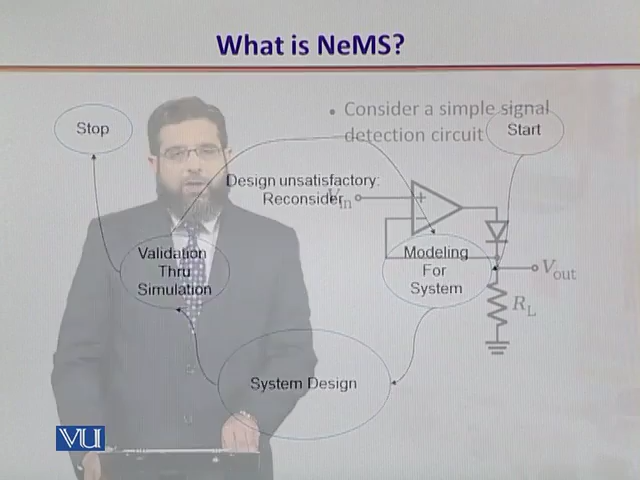 What is NeMS?
• Consider a simple signal
detection circuit
Stop
Start
Design unsatisfactory:
Reconsider
Vin
+
Validation
Thru
Simulation
Modeling
For
System
Vout
RL
System Design
VU